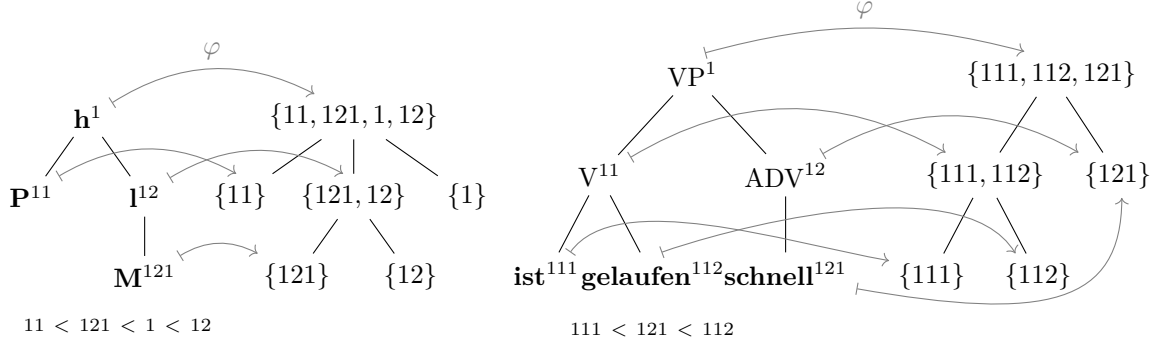 φ
h¹ {11, 121, 1, 12}
P¹¹ l¹² {11} {121, 12} {1}
M¹²¹ {121} {12}
11 < 121 < 1 < 12
φ
VP¹ {111, 112, 121}
V¹¹ ADV¹² {111, 112} {121}
ist¹¹¹ gelaufen¹¹² schnell¹²¹ {111} {112}
111 < 121 < 112